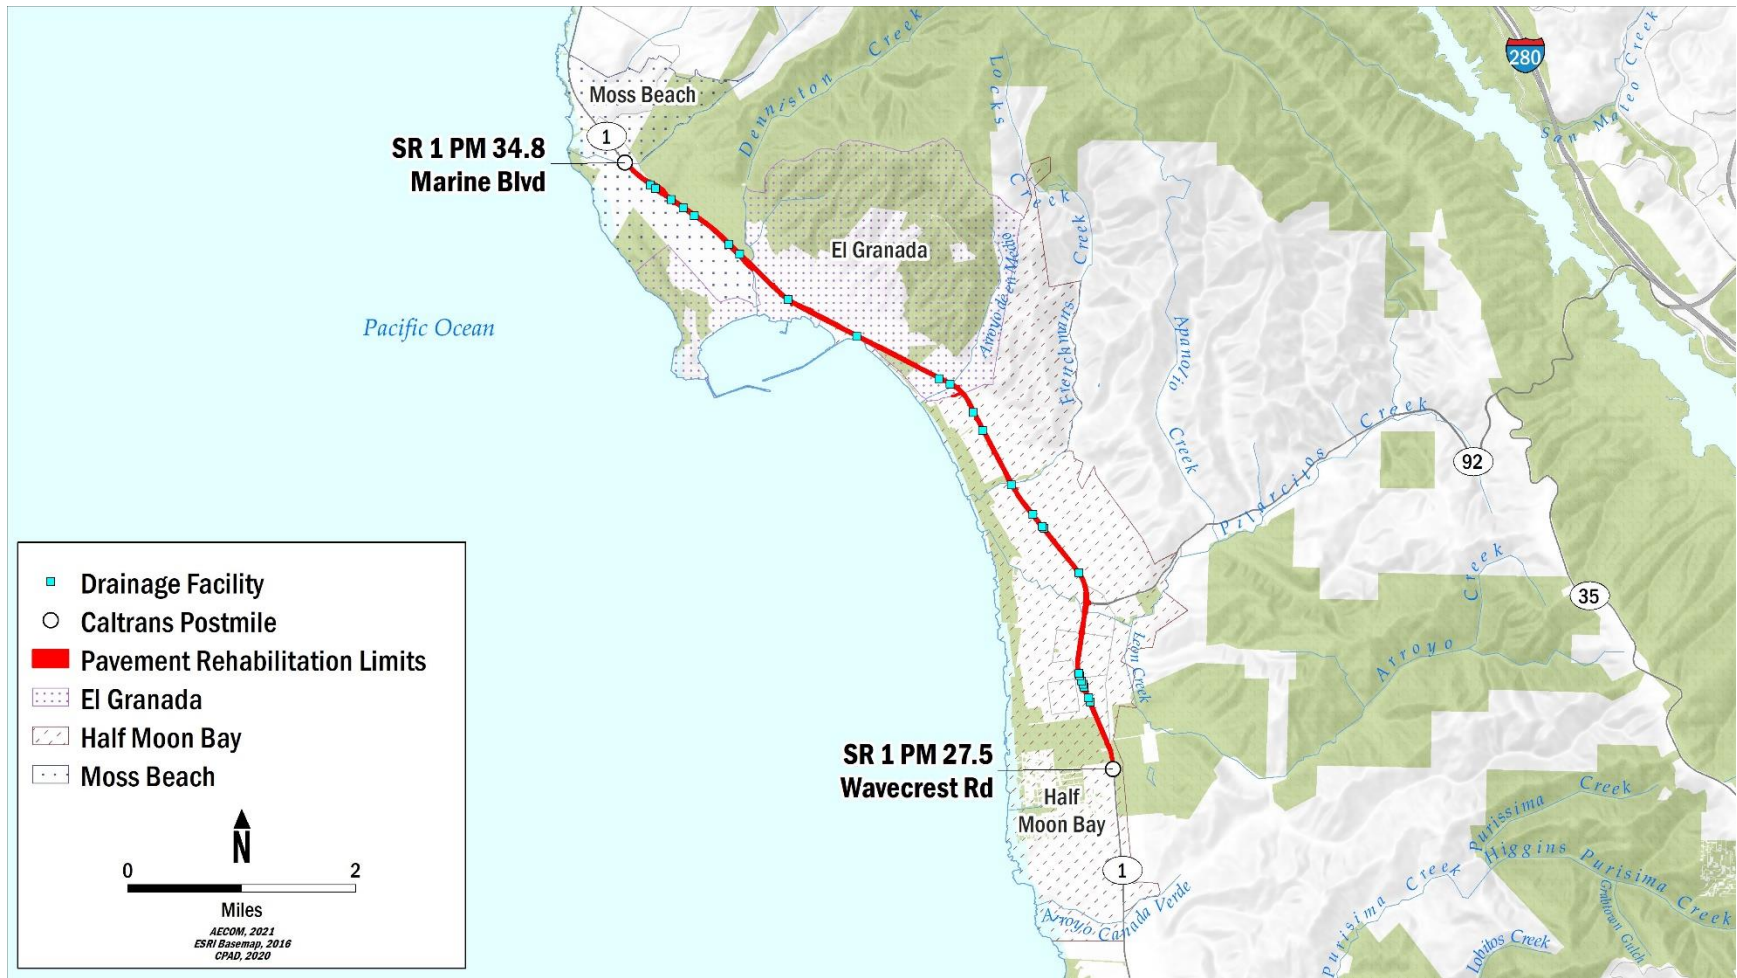 280
San Mateo Creek
Denniston Creek
Locks Creek
Moss Beach
1
SR 1 PM 34.8
Marine Blvd
El Granada
Arroyo de en Medio
Frenchmans Creek
Apanolio Creek
Pacific Ocean
Pilarcitos Creek
92
35
Leon Creek
Arroyo
Creek
SR 1 PM 27.5
Wavecrest Rd
Half
Moon Bay
1
Arroyo Canada Verde
Purissima Creek
Higgins Purisima Creek
Purisima Creek
Grabtown Gulch
Lobitos Creek
Drainage Facility
Caltrans Postmile
Pavement Rehabilitation Limits
El Granada
Half Moon Bay
Moss Beach
N
0 2
Miles
AECOM, 2021
ESRI Basemap, 2016
CPAD, 2020